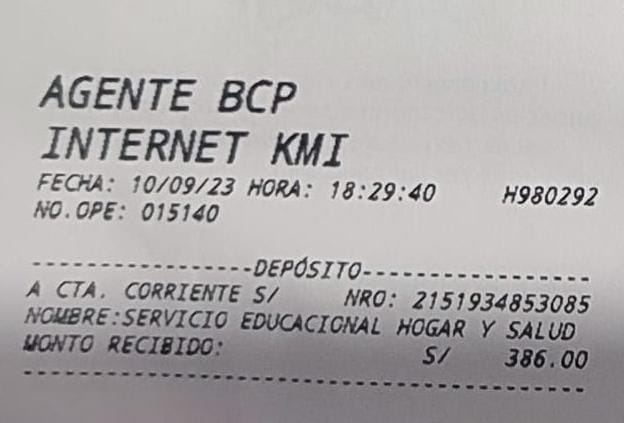 AGENTE BCP
INTERNET KMI
FECHA: 10/09/23 HORA: 18:29:40 H980292
NO.OPE: 015140
-----------------DEPÓSITO-----------------
A CTA. CORRIENTE S/ NRO: 2151934853085
NOMBRE:SERVICIO EDUCACIONAL HOGAR Y SALUD
MONTO RECIBIDO: S/ 386.00
------------------------------------------